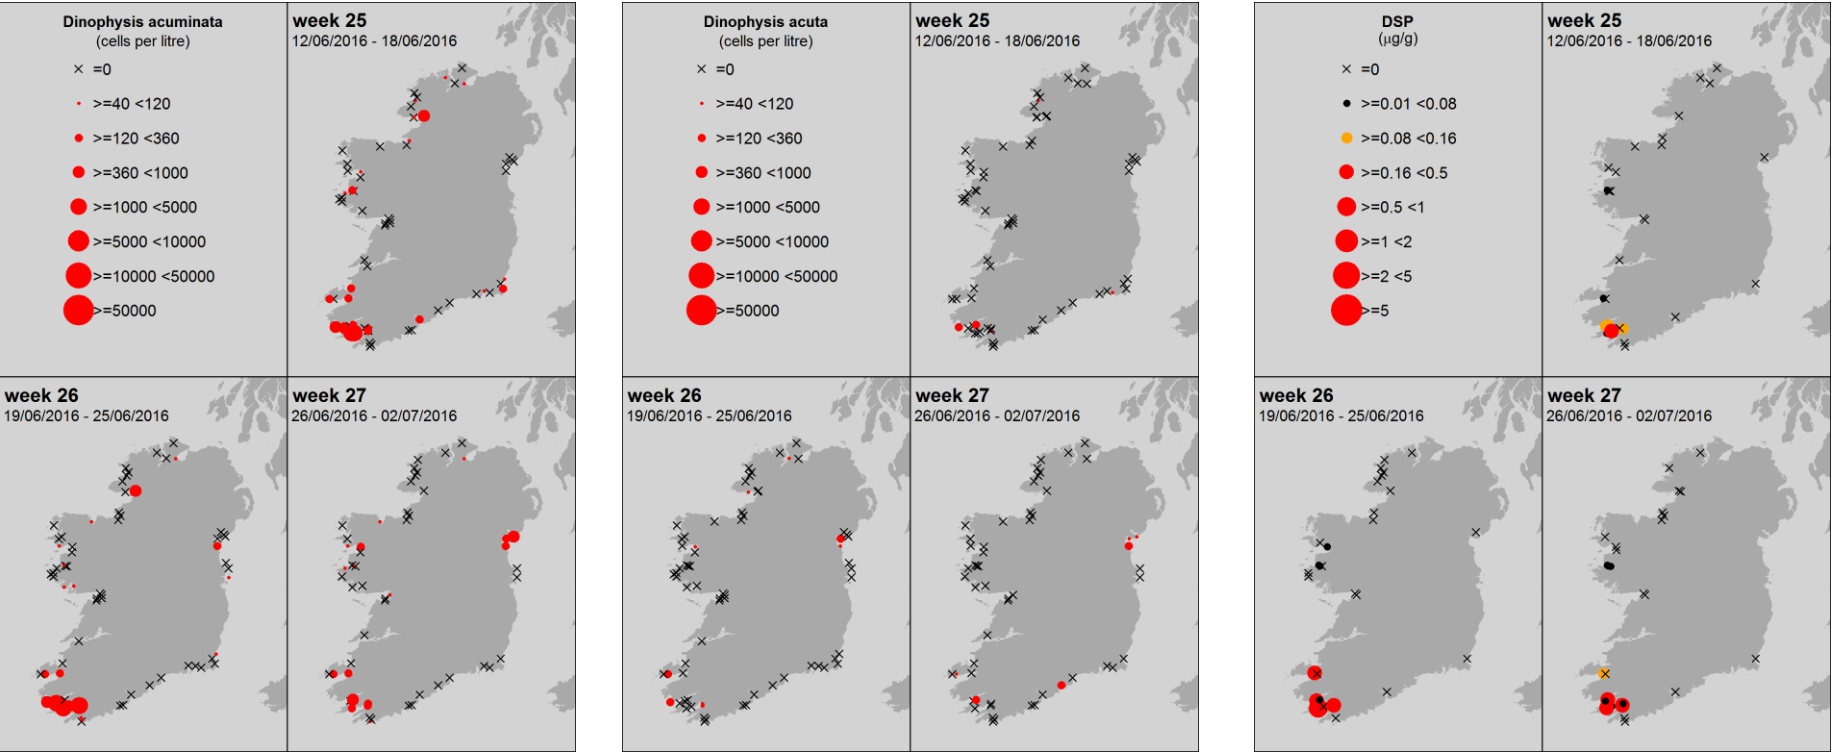 Dinophysis acuminata
(cells per litre)
=0
>=40 <120
>=120 <360
>=360 <1000
>=1000 <5000
>=5000 <10000
>=10000 <50000
>=50000
week 25
12/06/2016 - 18/06/2016
week 26
19/06/2016 - 25/06/2016
week 27
26/06/2016 - 02/07/2016
Dinophysis acuta
(cells per litre)
=0
>=40 <120
>=120 <360
>=360 <1000
>=1000 <5000
>=5000 <10000
>=10000 <50000
>=50000
week 25
12/06/2016 - 18/06/2016
week 26
19/06/2016 - 25/06/2016
week 27
26/06/2016 - 02/07/2016
DSP
(µg/g)
=0
>=0.01 <0.08
>=0.08 <0.16
>=0.16 <0.5
>=0.5 <1
>=1 <2
>=2 <5
>=5
week 25
12/06/2016 - 18/06/2016
week 26
19/06/2016 - 25/06/2016
week 27
26/06/2016 - 02/07/2016